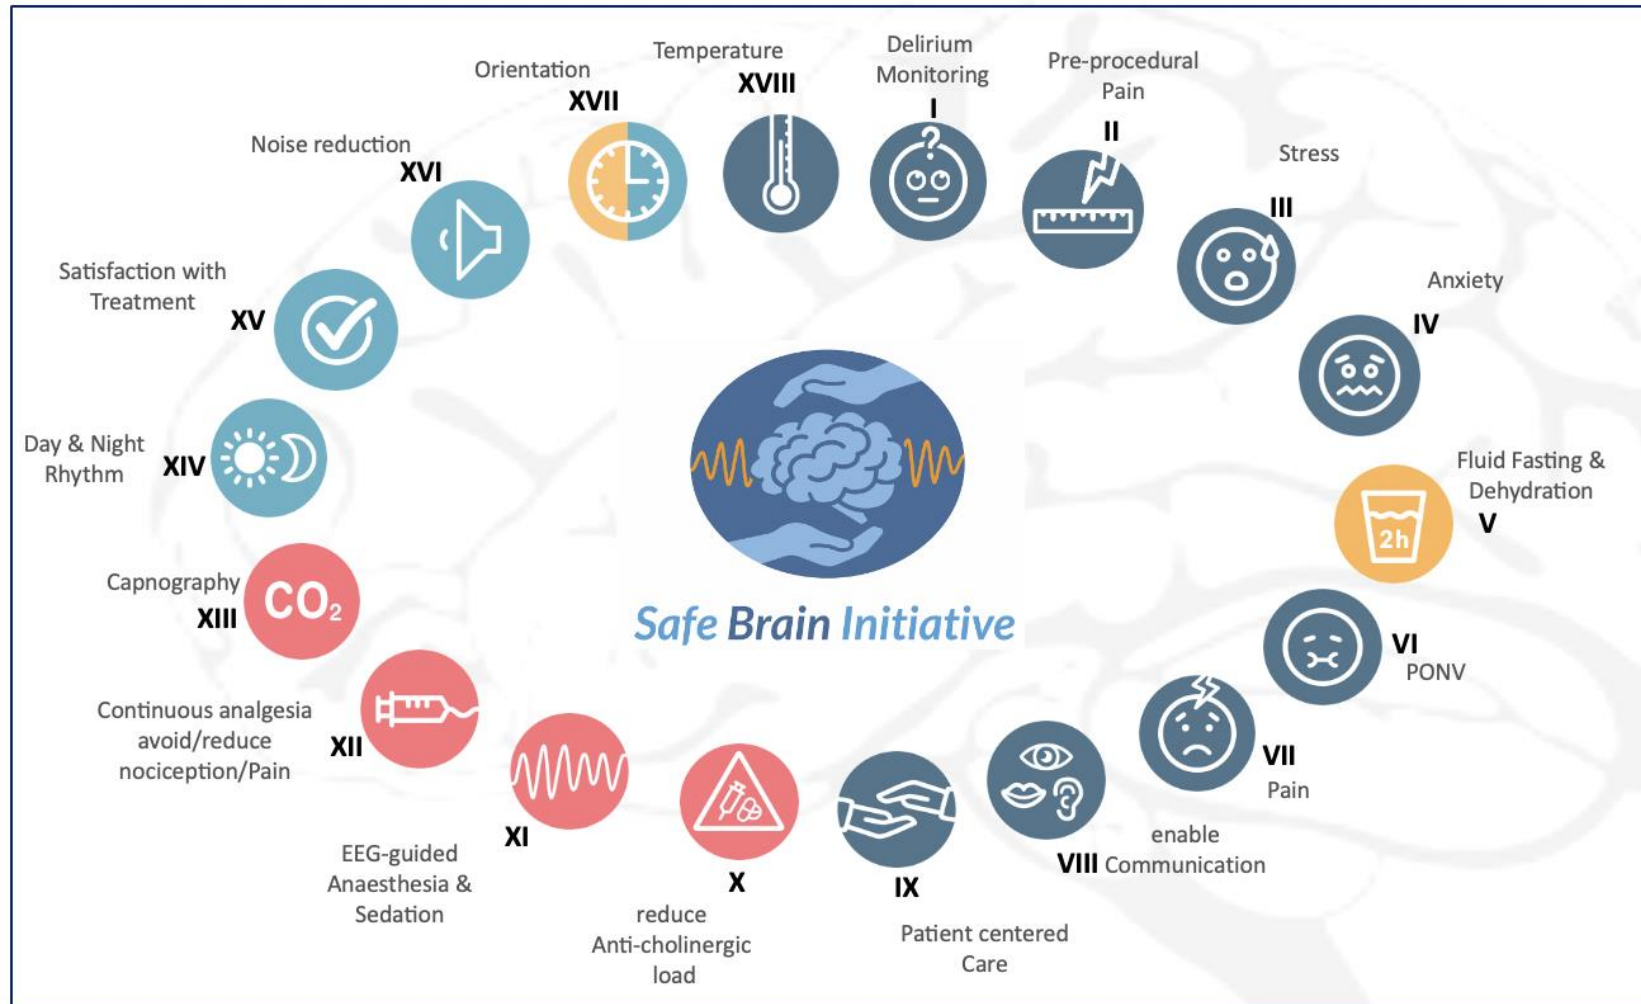 Delirium
Monitoring
I
?
Pre-procedural
Pain
II
Stress
III
Anxiety
IV
Fluid Fasting &
Dehydration
V
2h
VI
PONV
VII
Pain
enable
VIII Communication
IX
Patient centered
Care
X
reduce
Anti-cholinergic
load
XI
EEG-guided
Anaesthesia &
Sedation
Continuous analgesia
avoid/reduce
nociception/Pain
XII
Capnography
XIII
CO₂
Day & Night
Rhythm
XIV
Satisfaction with
Treatment
XV
Noise reduction
XVI
Orientation
XVII
Temperature
XVIII
Safe Brain Initiative